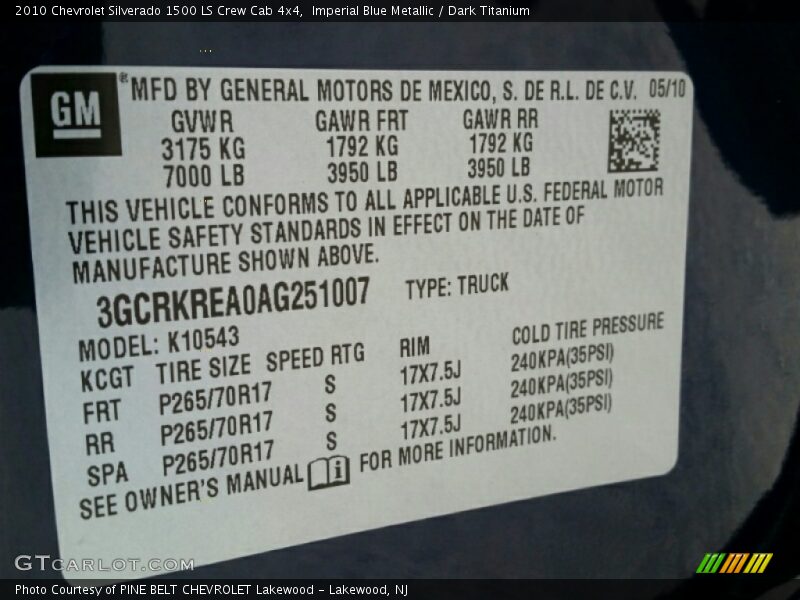 2010 Chevrolet Silverado 1500 LS Crew Cab 4x4, Imperial Blue Metallic / Dark Titanium
GM ® MFD BY GENERAL MOTORS DE MEXICO, S. DE R.L. DE C.V. 05/10
GVWR GAWR FRT GAWR RR
3175 KG 1792 KG 1792 KG
7000 LB 3950 LB 3950 LB
THIS VEHICLE CONFORMS TO ALL APPLICABLE U.S. FEDERAL MOTOR
VEHICLE SAFETY STANDARDS IN EFFECT ON THE DATE OF
MANUFACTURE SHOWN ABOVE.
3GCRKREA0AG251007 TYPE: TRUCK
MODEL: K10543
KCGT TIRE SIZE SPEED RTG RIM COLD TIRE PRESSURE
FRT P265/70R17 S 17X7.5J 240KPA(35PSI)
RR P265/70R17 S 17X7.5J 240KPA(35PSI)
SPA P265/70R17 S 17X7.5J 240KPA(35PSI)
SEE OWNER'S MANUAL FOR MORE INFORMATION.
GTcarlot.com
Photo Courtesy of PINE BELT CHEVROLET Lakewood - Lakewood, NJ